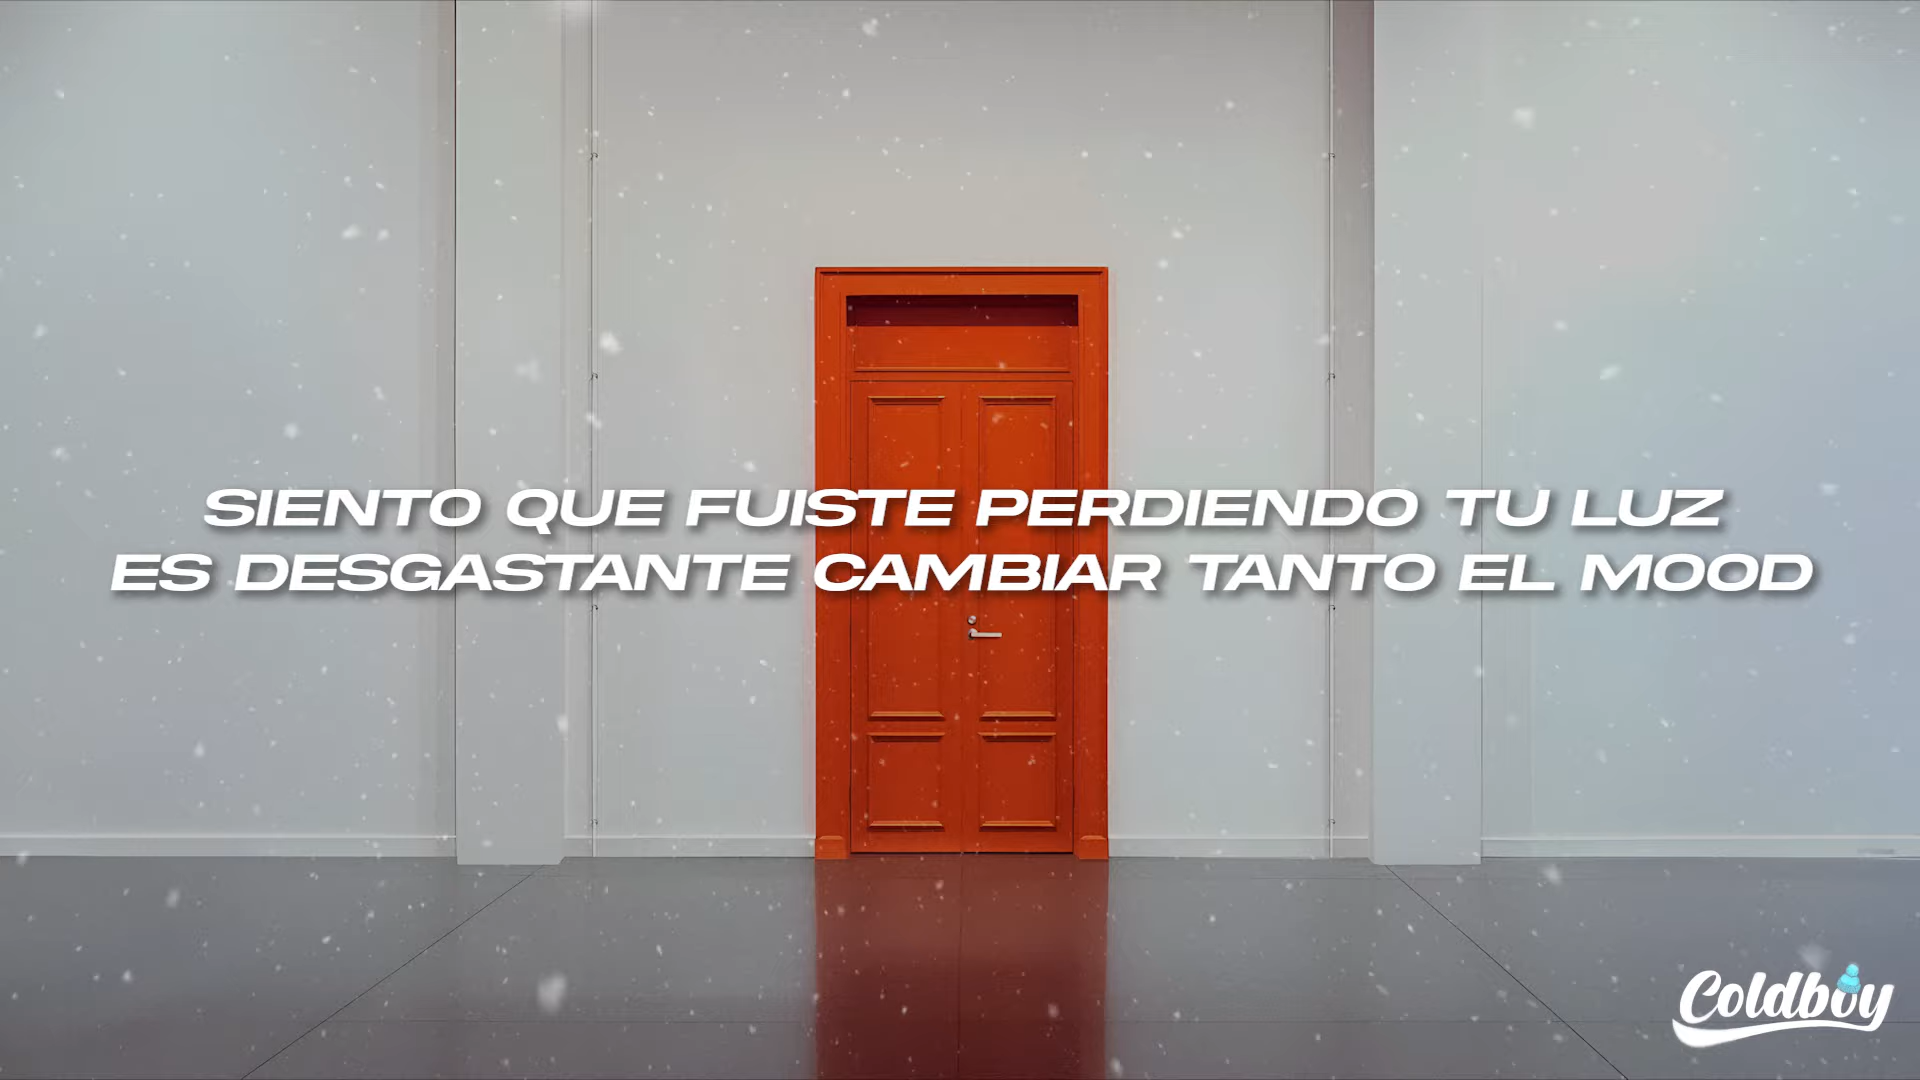 SIENTO QUE FUISTE PERDIENDO TU LUZ
ES DESGASTANTE CAMBIAR TANTO EL MOOD
Coldboy